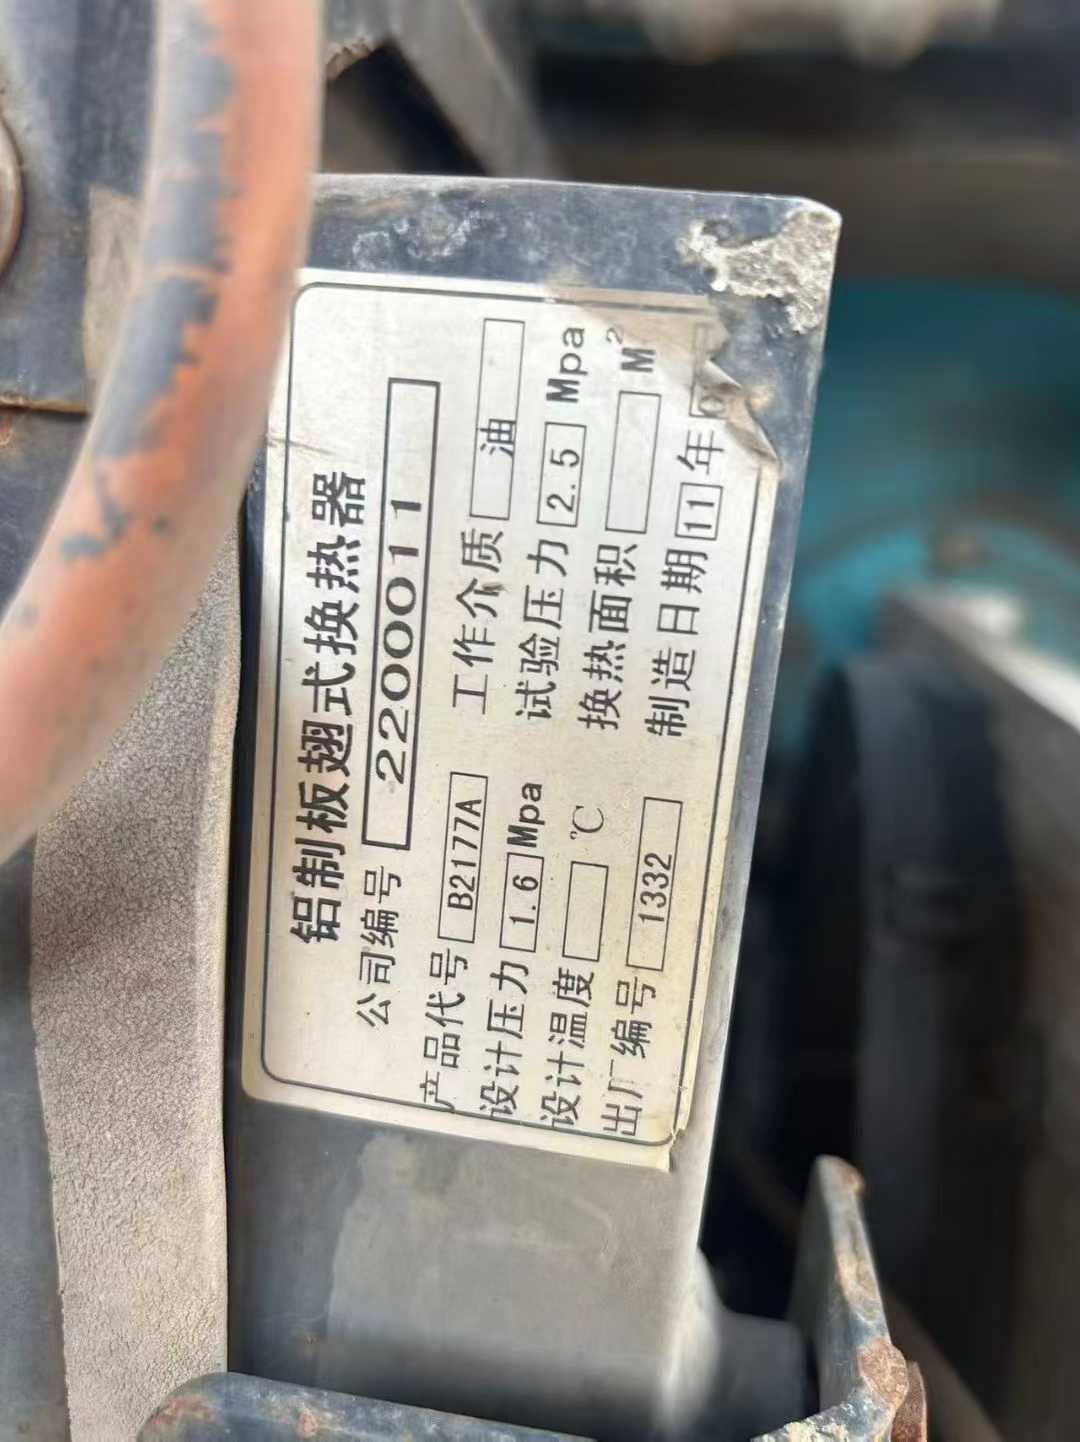 铝制板翅式换热器
公司编号 220011
产品代号 B2177A 工作介质 油
设计压力 1.6 Mpa 试验压力 2.5 Mpa
设计温度 ℃ 换热面积 M²
出厂编号 1332 制造日期 11 年